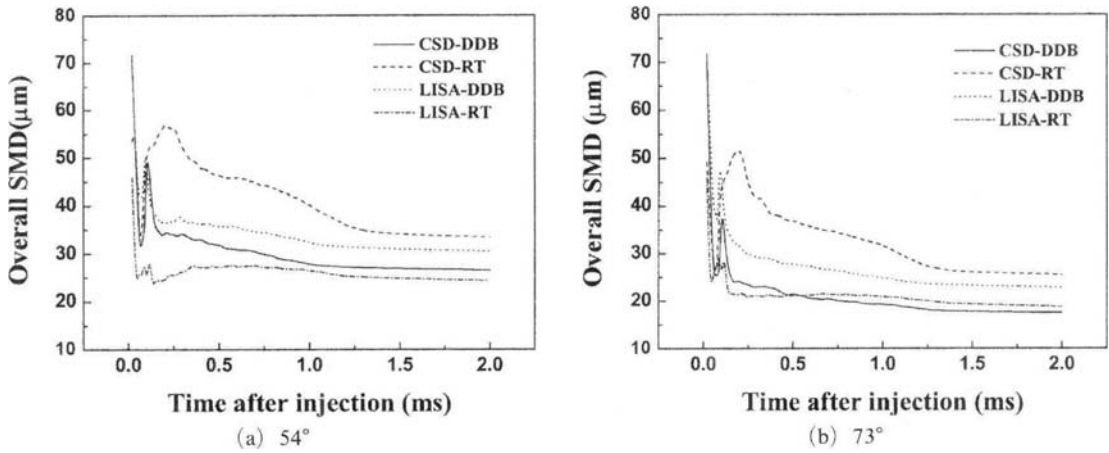 80
70
60
50
40
30
20
10
Overall SMD(μm)
CSD-DDB
CSD-RT
LISA-DDB
LISA-RT
0.0 0.5 1.0 1.5 2.0
Time after injection (ms)
(a) 54°
80
70
60
50
40
30
20
10
Overall SMD (μm)
CSD-DDB
CSD-RT
LISA-DDB
LISA-RT
0.0 0.5 1.0 1.5 2.0
Time after injection (ms)
(b) 73°